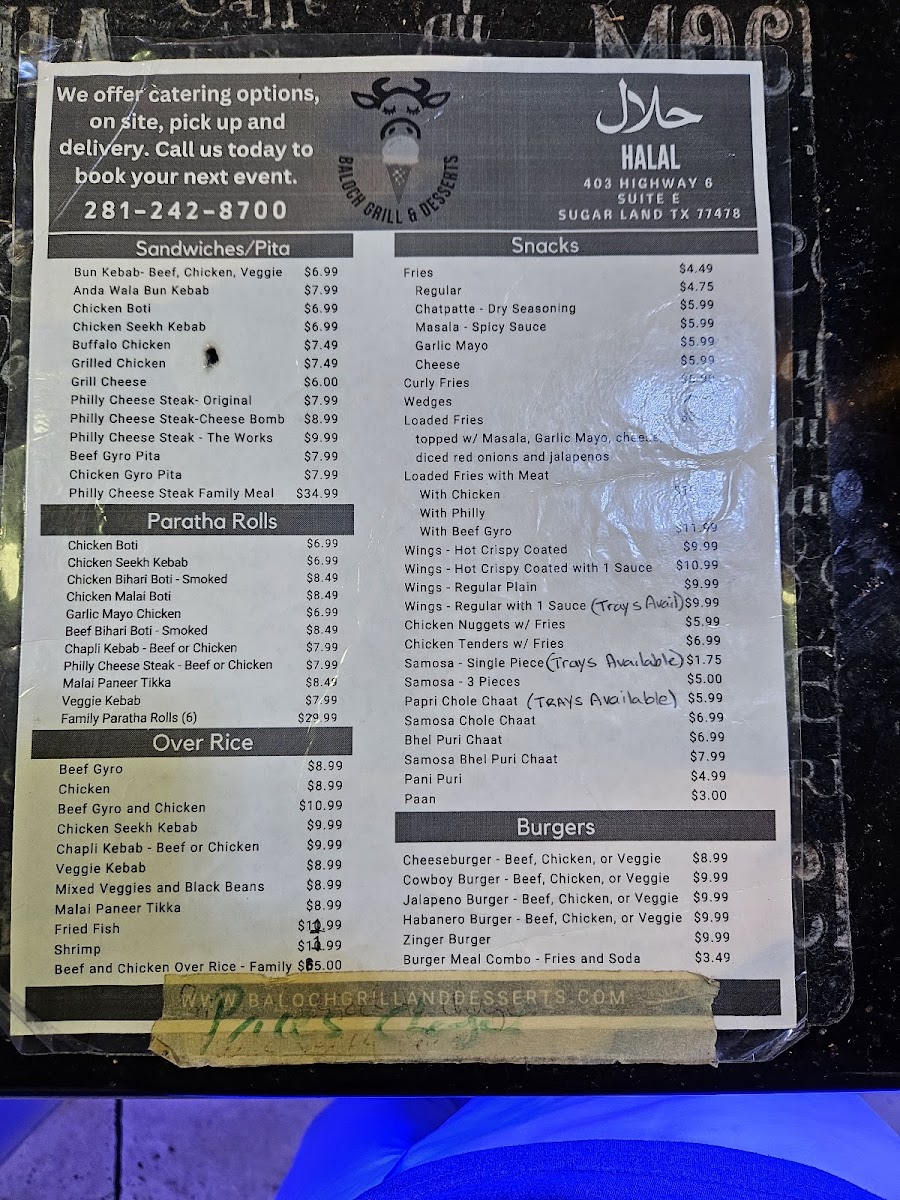 We offer catering options,
on site, pick up and
delivery. Call us today to
book your next event.
281-242-8700
BALOCH GRILL & DESSERTS
حلال
HALAL
403 HIGHWAY 6
SUITE E
SUGAR LAND TX 77478
Sandwiches/Pita
Bun Kebab- Beef, Chicken, Veggie $6.99
Anda Wala Bun Kebab $7.99
Chicken Boti $6.99
Chicken Seekh Kebab $6.99
Buffalo Chicken $7.49
Grilled Chicken $7.49
Grill Cheese $6.00
Philly Cheese Steak- Original $7.99
Philly Cheese Steak-Cheese Bomb $8.99
Philly Cheese Steak - The Works $9.99
Beef Gyro Pita $7.99
Chicken Gyro Pita $7.99
Philly Cheese Steak Family Meal $34.99
Paratha Rolls
Chicken Boti $6.99
Chicken Seekh Kebab $6.99
Chicken Bihari Boti - Smoked $8.49
Chicken Malai Boti $8.49
Garlic Mayo Chicken $6.99
Beef Bihari Boti - Smoked $8.49
Chapli Kebab - Beef or Chicken $7.99
Philly Cheese Steak - Beef or Chicken $7.99
Malai Paneer Tikka $8.49
Veggie Kebab $7.99
Family Paratha Rolls (6) $29.99
Over Rice
Beef Gyro $8.99
Chicken $8.99
Beef Gyro and Chicken $10.99
Chicken Seekh Kebab $9.99
Chapli Kebab - Beef or Chicken $9.99
Veggie Kebab $8.99
Mixed Veggies and Black Beans $8.99
Malai Paneer Tikka $8.99
Fried Fish
Shrimp
Beef and Chicken Over Rice - Family
Snacks
Fries $4.49
Regular $4.75
Chatpatte - Dry Seasoning $5.99
Masala - Spicy Sauce $5.99
Garlic Mayo $5.99
Cheese $5.99
Curly Fries
Wedges
Loaded Fries
topped w/ Masala, Garlic Mayo, cheese
diced red onions and jalapenos
Loaded Fries with Meat
With Chicken
With Philly
With Beef Gyro $11.99
Wings - Hot Crispy Coated $9.99
Wings - Hot Crispy Coated with 1 Sauce $10.99
Wings - Regular Plain $9.99
Wings - Regular with 1 Sauce (Trays Avail) $9.99
Chicken Nuggets w/ Fries $5.99
Chicken Tenders w/ Fries $6.99
Samosa - Single Piece (Trays Available) $1.75
Samosa - 3 Pieces $5.00
Papri Chole Chaat (TRAYS Available) $5.99
Samosa Chole Chaat $6.99
Bhel Puri Chaat $6.99
Samosa Bhel Puri Chaat $7.99
Pani Puri $4.99
Paan $3.00
Burgers
Cheeseburger - Beef, Chicken, or Veggie $8.99
Cowboy Burger - Beef, Chicken, or Veggie $9.99
Jalapeno Burger - Beef, Chicken, or Veggie $9.99
Habanero Burger - Beef, Chicken, or Veggie $9.99
Zinger Burger $9.99
Burger Meal Combo - Fries and Soda $3.49
WWW.BALOCHGRILLANDDESSERTS.COM